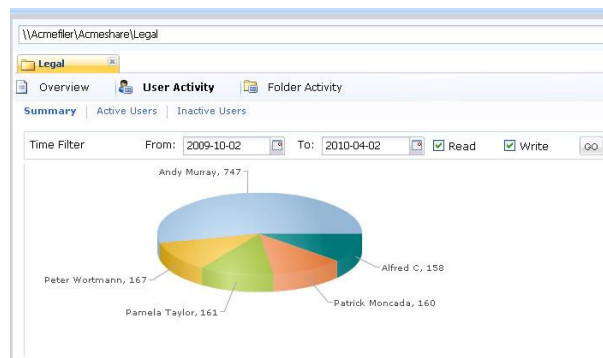 \\Acmefiler\Acmeshare\Legal
Legal
Overview User Activity Folder Activity
Summary Active Users Inactive Users
Time Filter From: 2009-10-02 To: 2010-04-02 Read Write GO
Andy Murray, 747
Alfred C, 158
Peter Wortmann, 167
Patrick Moncada, 160
Pamela Taylor, 161